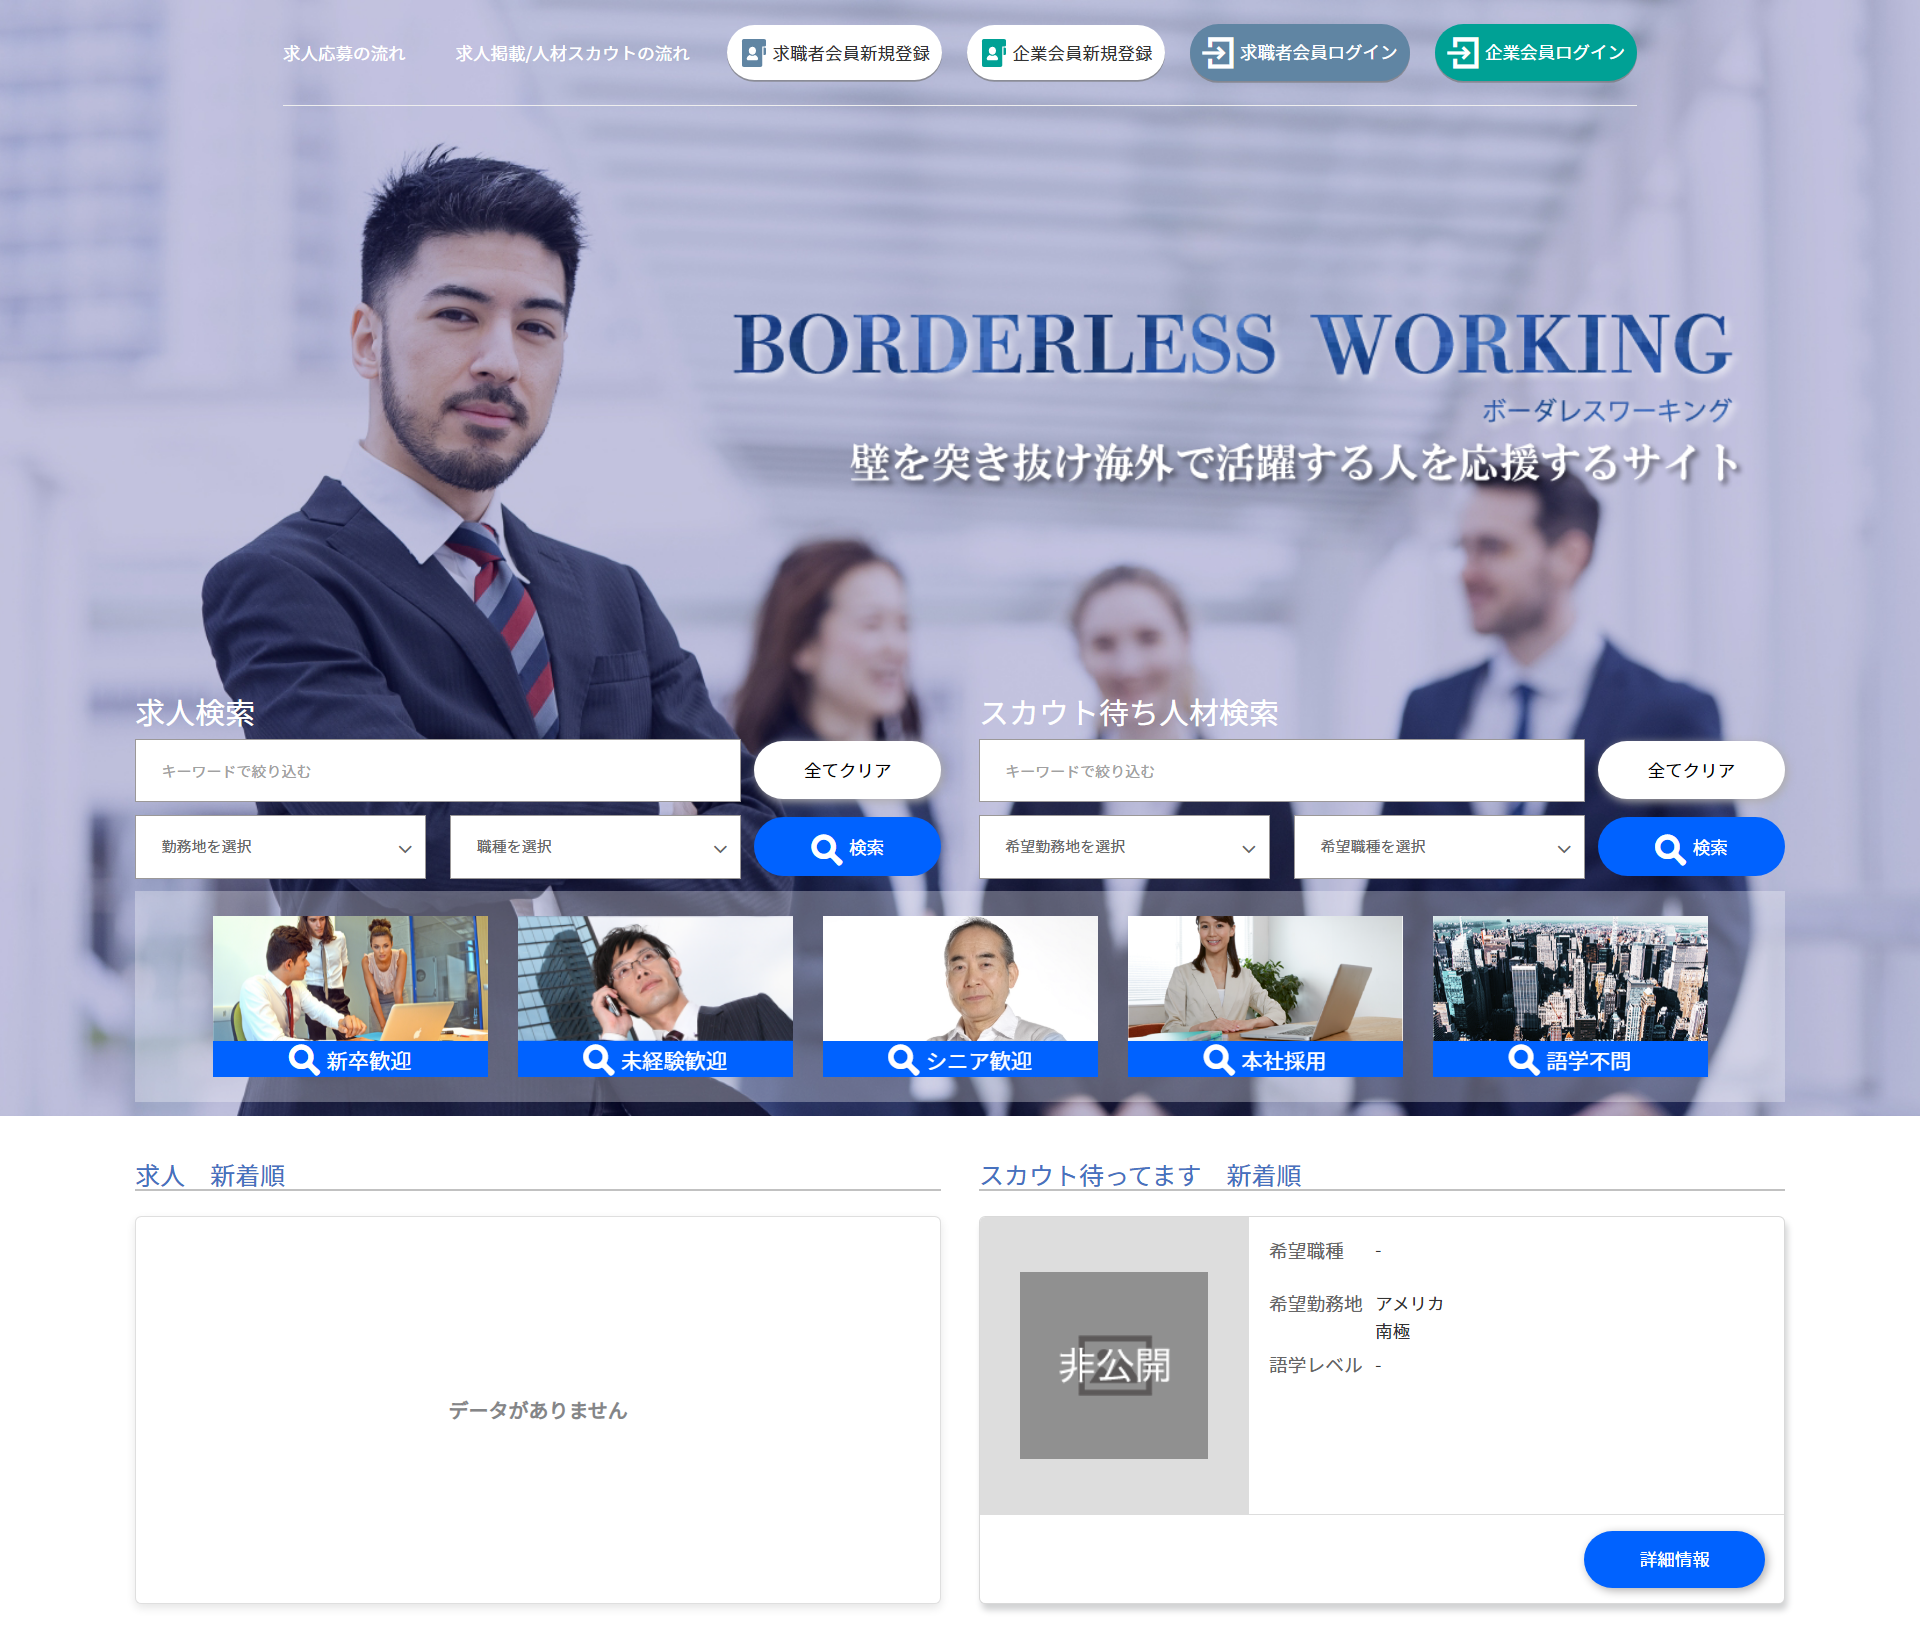 求人応募の流れ
求人掲載/人材スカウトの流れ
求職者会員新規登録
企業会員新規登録
求職者会員ログイン
企業会員ログイン
BORDERLESS WORKING
ボーダレスワーキング
壁を突き抜け海外で活躍する人を応援するサイト
求人検索
キーワードで絞り込む
全てクリア
勤務地を選択
職種を選択
検索
スカウト待ち人材検索
キーワードで絞り込む
全てクリア
希望勤務地を選択
希望職種を選択
検索
新卒歓迎
未経験歓迎
シニア歓迎
本社採用
語学不問
求人　新着順
データがありません
スカウト待ってます　新着順
非公開
希望職種 -
希望勤務地 アメリカ
南極
語学レベル -
詳細情報